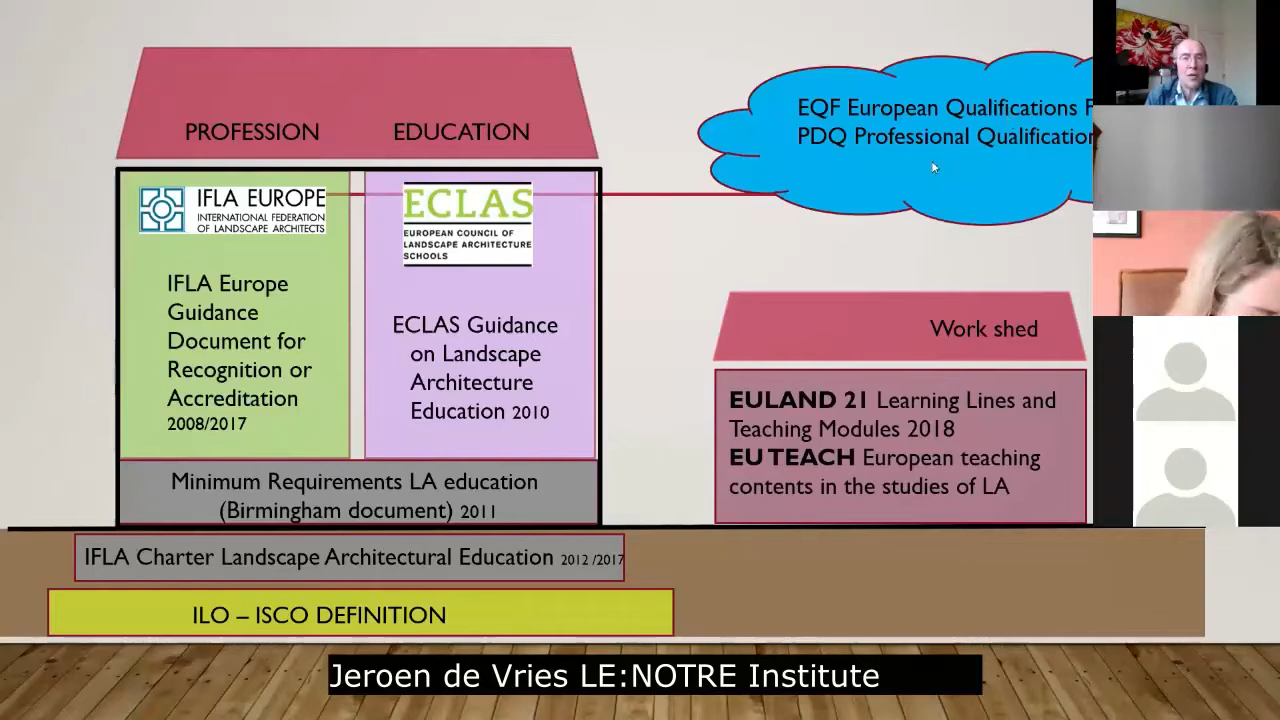 PROFESSION
EDUCATION
EQF European Qualifications
PDQ Professional Qualification
IFLA EUROPE
INTERNATIONAL FEDERATION
OF LANDSCAPE ARCHITECTS
ECLAS
EUROPEAN COUNCIL OF
LANDSCAPE ARCHITECTURE
SCHOOLS
IFLA Europe
Guidance
Document for
Recognition or
Accreditation
2008/2017
ECLAS Guidance
on Landscape
Architecture
Education 2010
Work shed
EULAND 21 Learning Lines and
Teaching Modules 2018
EU TEACH European teaching
contents in the studies of LA
Minimum Requirements LA education
(Birmingham document) 2011
IFLA Charter Landscape Architectural Education 2012 /2017
ILO – ISCO DEFINITION
Jeroen de Vries LE:NOTRE Institute